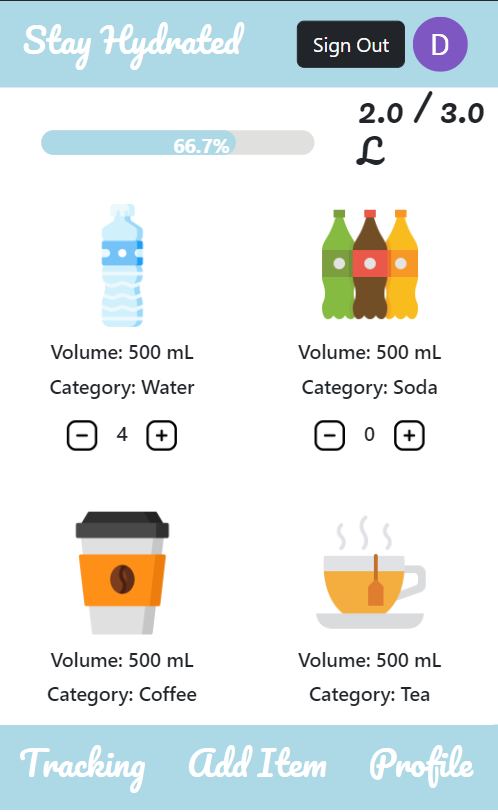 Stay Hydrated
Sign Out
D
66.7%
2.0 / 3.0
L
Volume: 500 mL
Volume: 500 mL
Category: Water
Category: Soda
4
0
Volume: 500 mL
Volume: 500 mL
Category: Coffee
Category: Tea
Tracking
Add Item
Profile